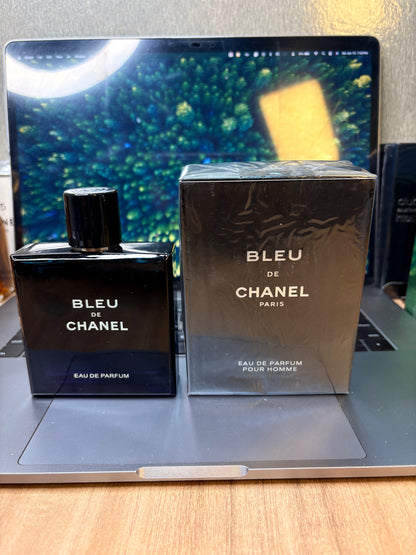 BLEU
DE
CHANEL
EAU DE PARFUM
BLEU
DE
CHANEL
PARIS
EAU DE PARFUM
POUR HOMME